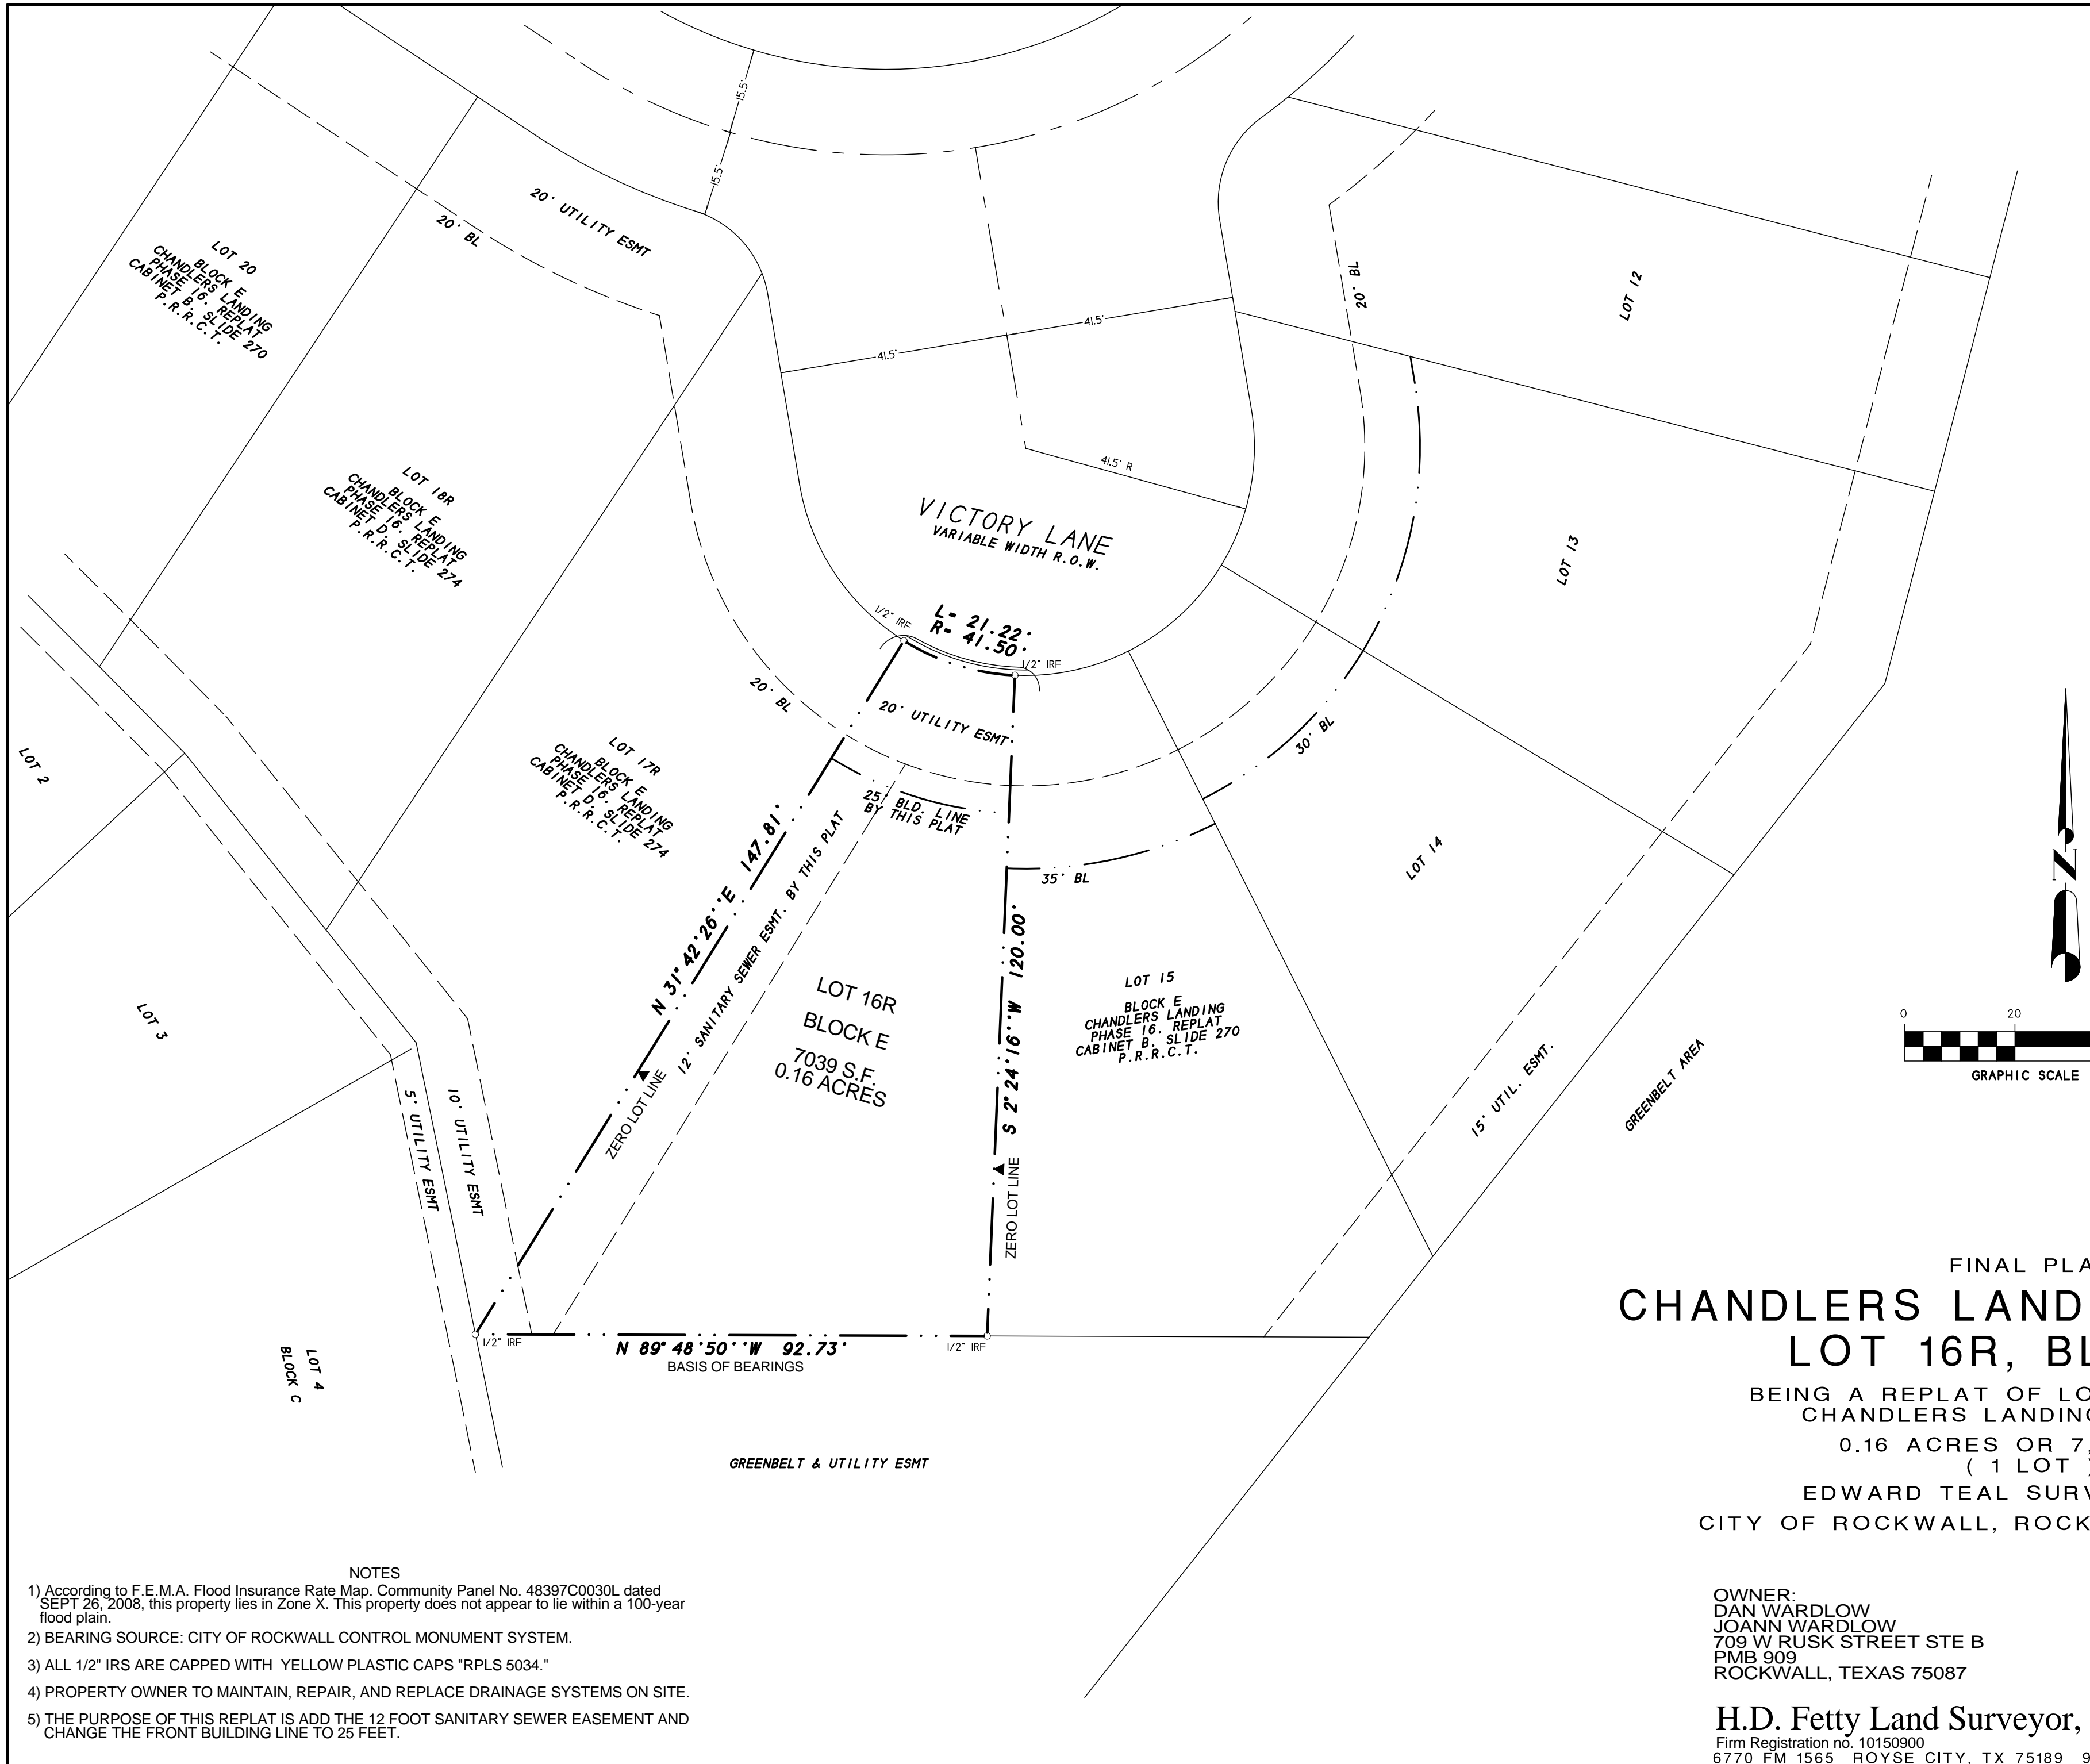 15.5'
15.5'
20' UTILITY ESMT
20' BL
LOT 20
BLOCK E
CHANDLERS LANDING
PHASE 16. REPLAT
CABINET B. SLIDE 270
P.R.R.C.T.
20' BL
LOT 12
41.5'
41.5'
41.5' R
LOT 18R
BLOCK E
CHANDLERS LANDING
PHASE 16. REPLAT
CABINET D. SLIDE 274
P.R.R.C.T.
VICTORY LANE
VARIABLE WIDTH R.O.W.
LOT 13
1/2" IRF
L= 21.22'
R= 41.50'
1/2" IRF
20' BL
20' UTILITY ESMT.
30' BL
LOT 2
LOT 17R
BLOCK E
CHANDLERS LANDING
PHASE 16. REPLAT
CABINET D. SLIDE 274
P.R.R.C.T.
25' BLD. LINE
BY THIS PLAT
LOT 14
35' BL
N 31° 42'26''E 147.81'
12' SANITARY SEWER ESMT. BY THIS PLAT
S 2° 24'16''W 120.00'
LOT 3
LOT 16R
BLOCK E
7039 S.F.
0.16 ACRES
LOT 15
BLOCK E
CHANDLERS LANDING
PHASE 16. REPLAT
CABINET B. SLIDE 270
P.R.R.C.T.
N
0 20
GRAPHIC SCALE
ZERO LOT LINE
ZERO LOT LINE
5' UTILITY ESMT
10' UTILITY ESMT
15' UTIL. ESMT.
GREENBELT AREA
1/2" IRF
N 89° 48'50''W 92.73'
BASIS OF BEARINGS
1/2" IRF
LOT 4
BLOCK C
GREENBELT & UTILITY ESMT
FINAL PLA
CHANDLERS LAND
LOT 16R, BL
BEING A REPLAT OF LO
CHANDLERS LANDING
0.16 ACRES OR 7,
( 1 LOT )
EDWARD TEAL SURV
CITY OF ROCKWALL, ROCK
NOTES
1) According to F.E.M.A. Flood Insurance Rate Map. Community Panel No. 48397C0030L dated
SEPT 26, 2008, this property lies in Zone X. This property does not appear to lie within a 100-year
flood plain.
2) BEARING SOURCE: CITY OF ROCKWALL CONTROL MONUMENT SYSTEM.
3) ALL 1/2" IRS ARE CAPPED WITH YELLOW PLASTIC CAPS "RPLS 5034."
4) PROPERTY OWNER TO MAINTAIN, REPAIR, AND REPLACE DRAINAGE SYSTEMS ON SITE.
5) THE PURPOSE OF THIS REPLAT IS ADD THE 12 FOOT SANITARY SEWER EASEMENT AND
CHANGE THE FRONT BUILDING LINE TO 25 FEET.
OWNER:
DAN WARDLOW
JOANN WARDLOW
709 W RUSK STREET STE B
PMB 909
ROCKWALL, TEXAS 75087
H.D. Fetty Land Surveyor,
Firm Registration no. 10150900
6770 FM 1565 ROYSE CITY, TX 75189 9